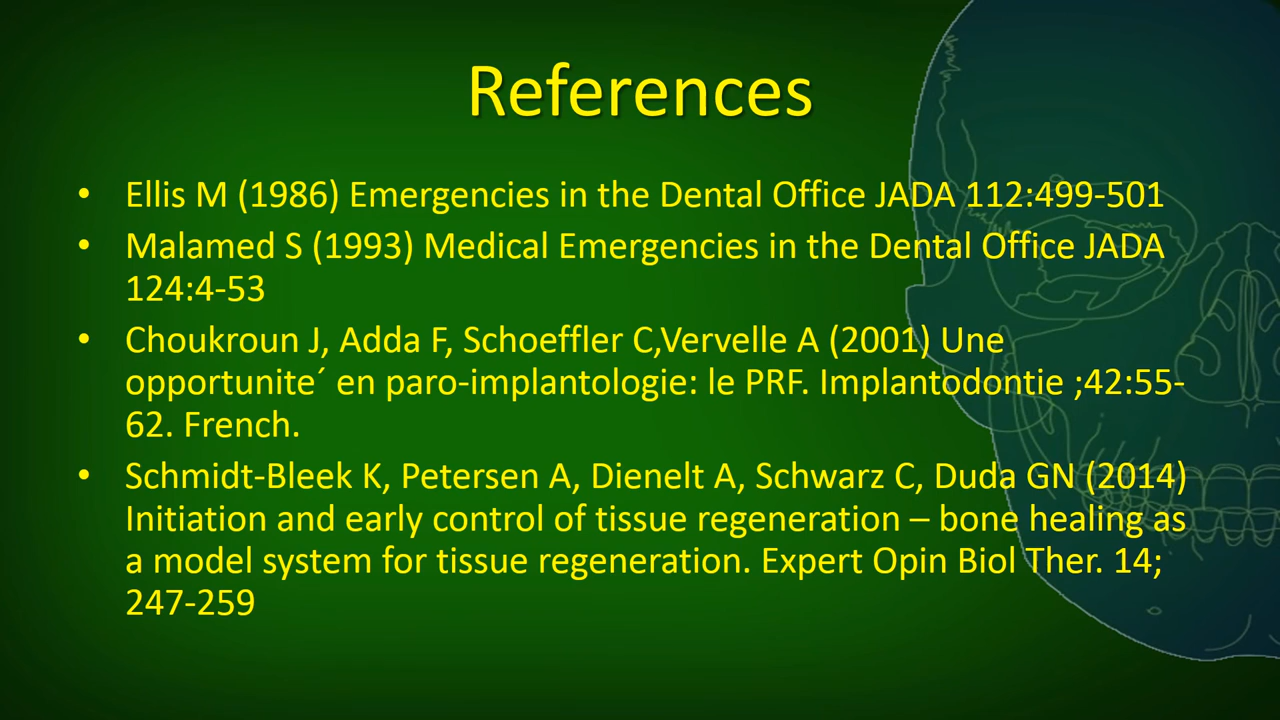 References
• Ellis M (1986) Emergencies in the Dental Office JADA 112:499-501
• Malamed S (1993) Medical Emergencies in the Dental Office JADA
124:4-53
• Choukroun J, Adda F, Schoeffler C,Vervelle A (2001) Une
opportunite´ en paro-implantologie: le PRF. Implantodontie ;42:55-
62. French.
• Schmidt-Bleek K, Petersen A, Dienelt A, Schwarz C, Duda GN (2014)
Initiation and early control of tissue regeneration – bone healing as
a model system for tissue regeneration. Expert Opin Biol Ther. 14;
247-259